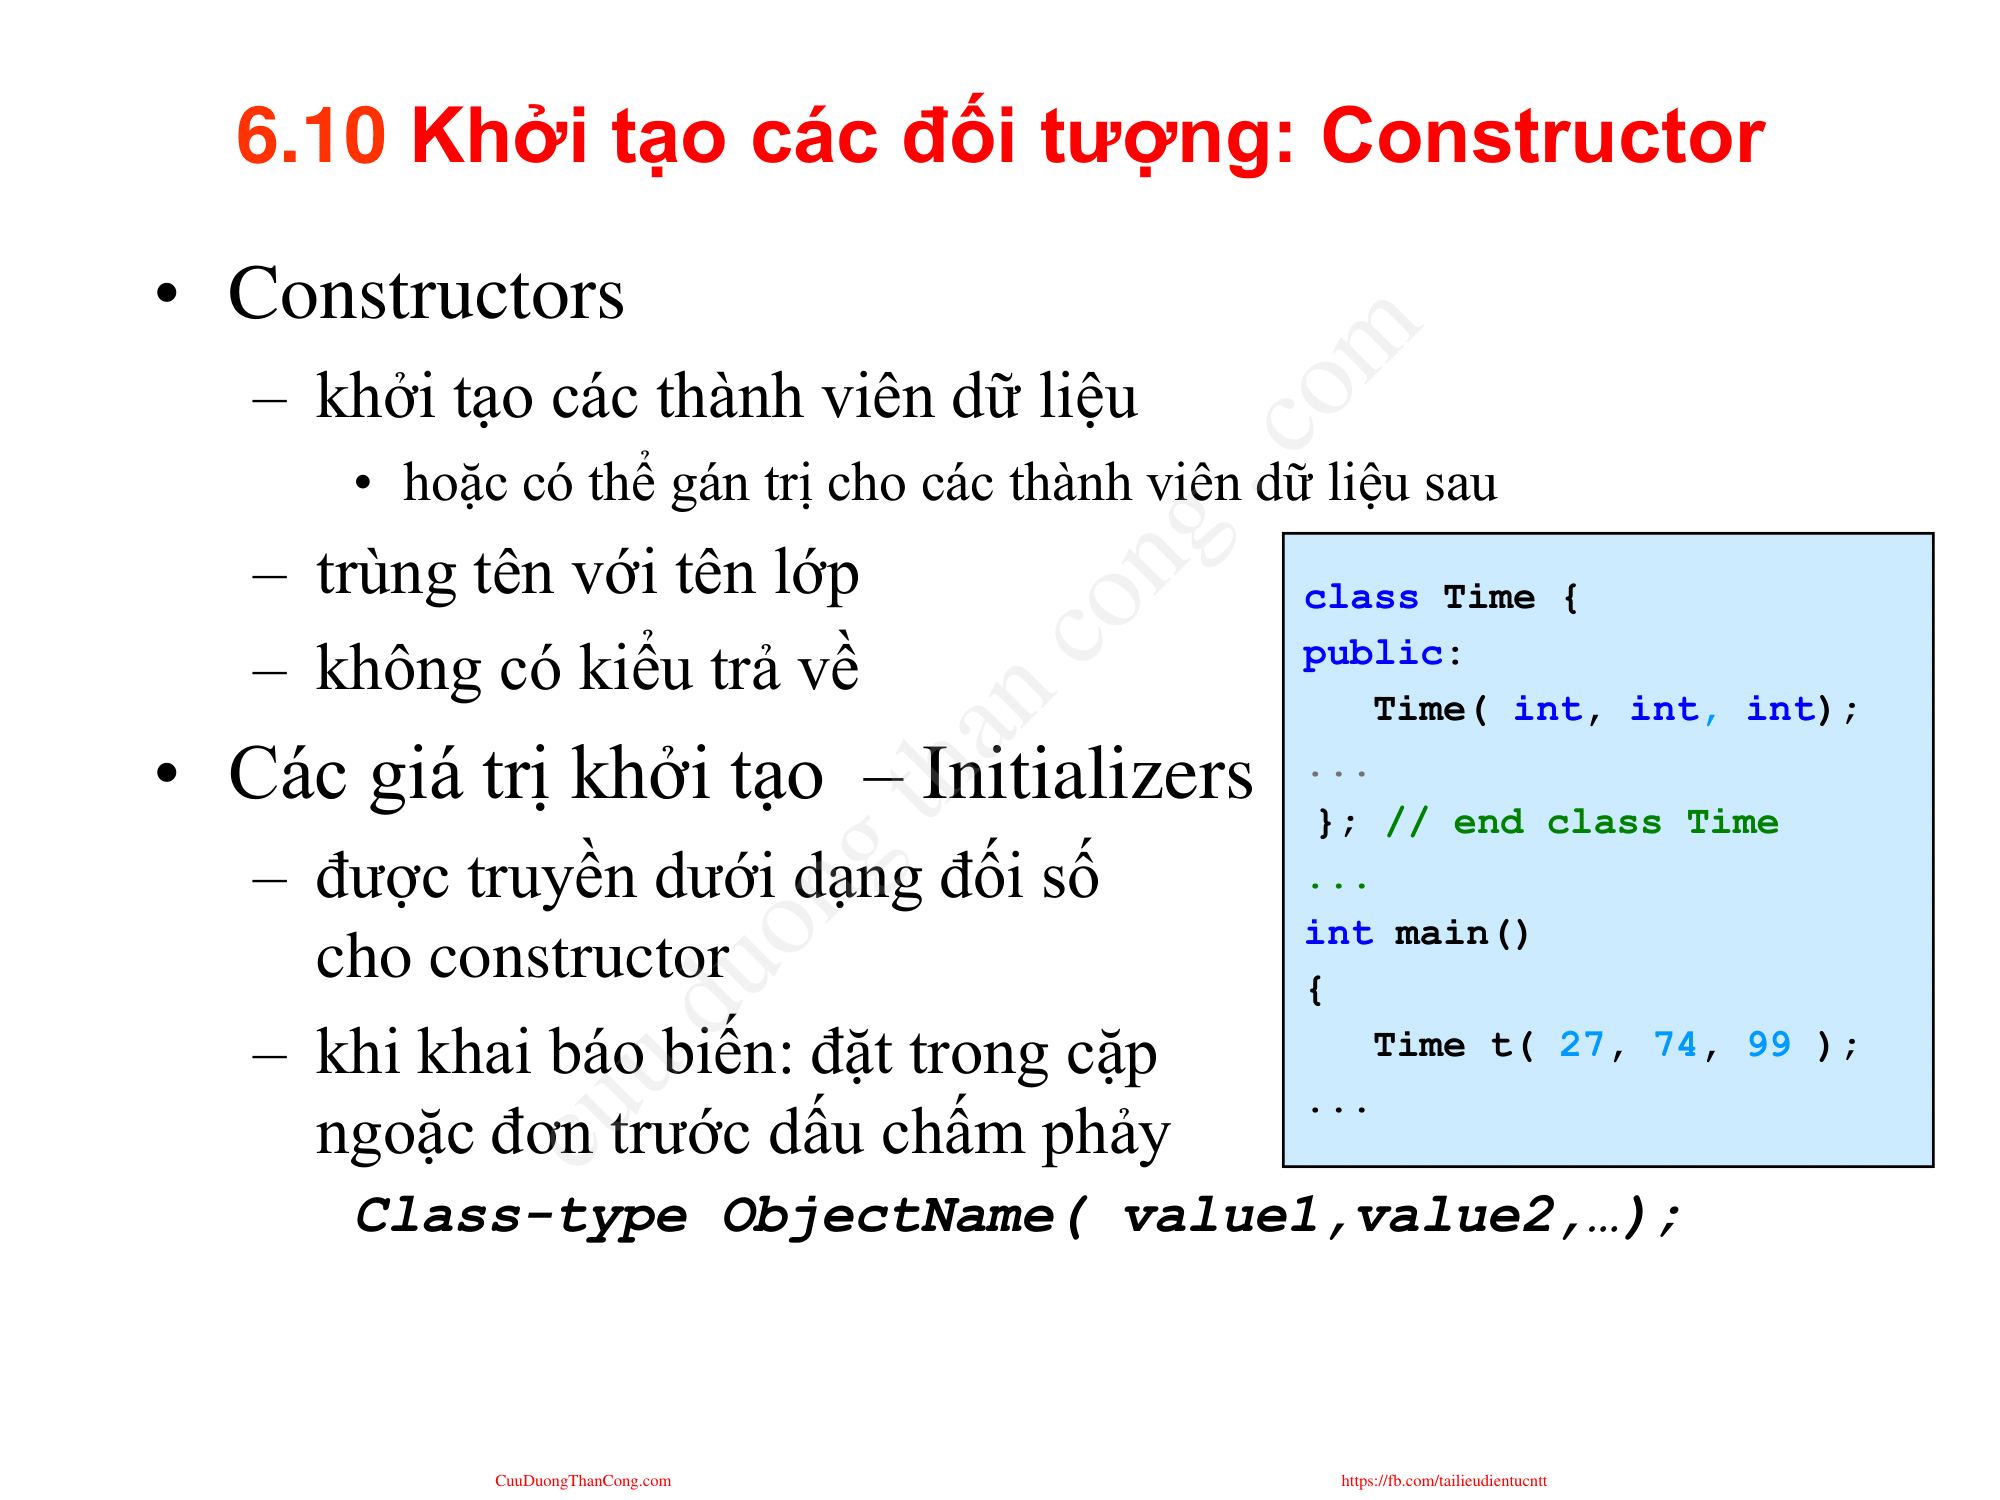 6.10 Khởi tạo các đối tượng: Constructor
• Constructors
– khởi tạo các thành viên dữ liệu
• hoặc có thể gán trị cho các thành viên dữ liệu sau
– trùng tên với tên lớp
– không có kiểu trả về
• Các giá trị khởi tạo – Initializers
– được truyền dưới dạng đối số
cho constructor
– khi khai báo biến: đặt trong cặp
ngoặc đơn trước dấu chấm phảy
Class-type ObjectName( value1,value2,…);
class Time {
public:
Time( int, int, int);
...
}; // end class Time
...
int main()
{
Time t( 27, 74, 99 );
...
cuu duong than cong . com
CuuDuongThanCong.com
https://fb.com/tailieudientucntt